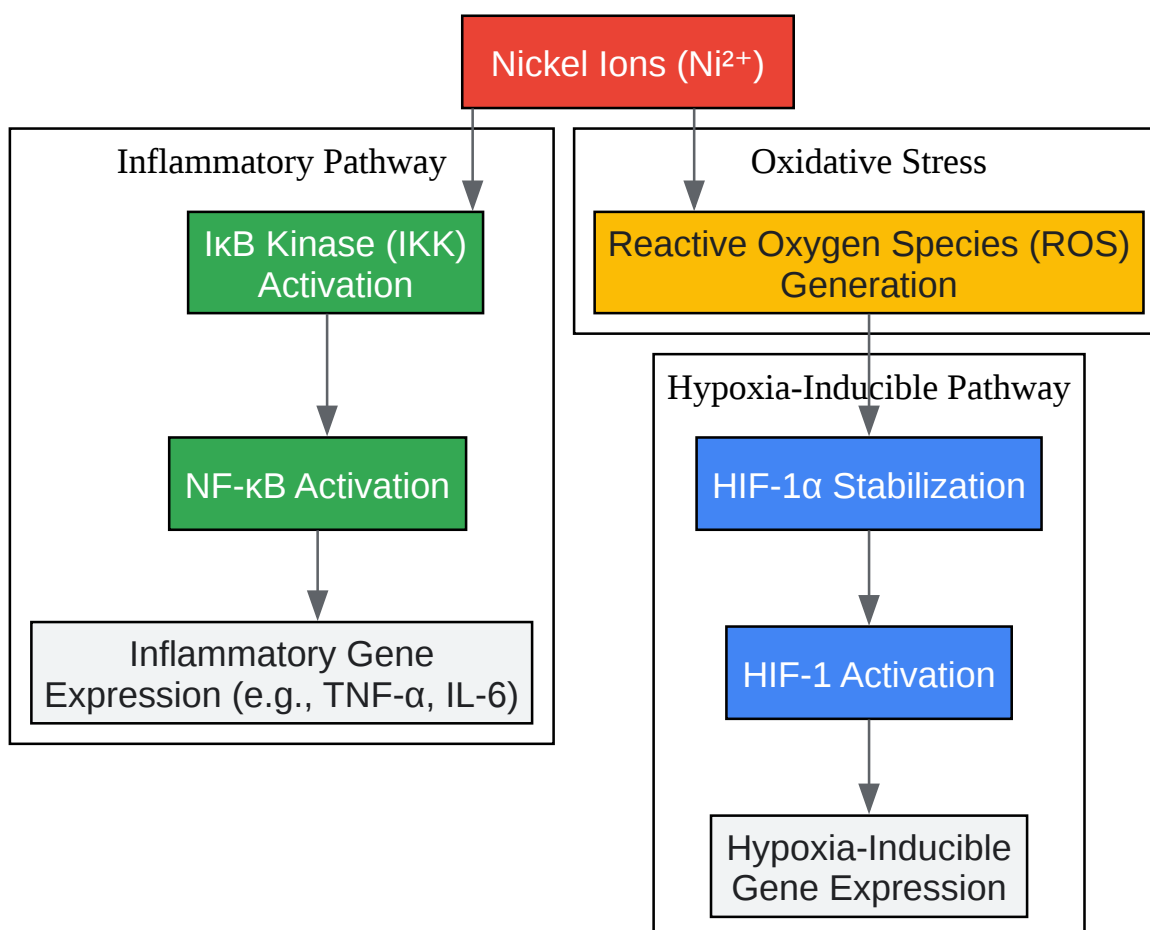 Nickel Ions (Ni²⁺)
Inflammatory Pathway
IκB Kinase (IKK)
Activation
NF-κB Activation
Inflammatory Gene
Expression (e.g., TNF-α, IL-6)
Oxidative Stress
Reactive Oxygen Species (ROS)
Generation
Hypoxia-Inducible Pathway
HIF-1α Stabilization
HIF-1 Activation
Hypoxia-Inducible
Gene Expression